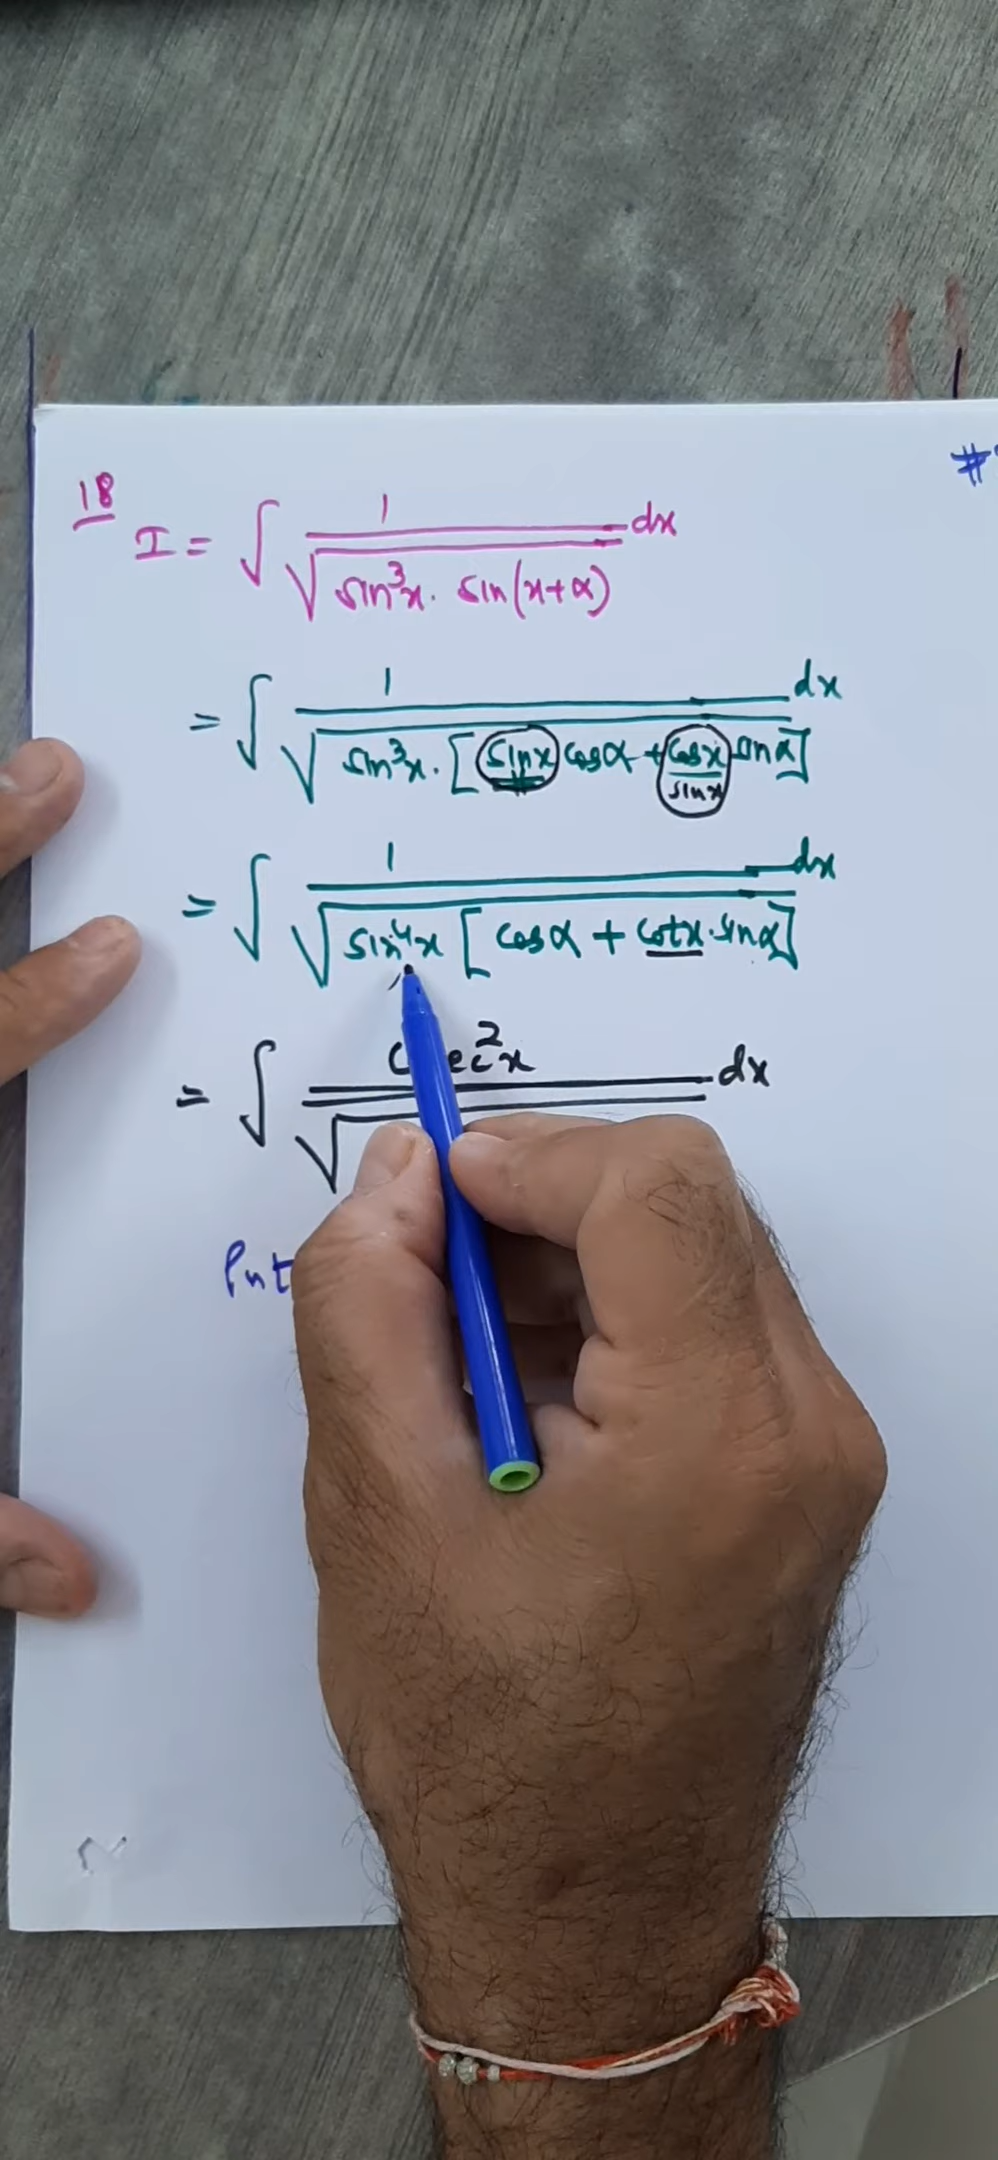 #
18
I = ∫ 1/√(sin³x · sin(x+α)) dx
= ∫ 1/√(sin³x · [sinx cosα + cosx/sinx sinα]) dx
= ∫ 1/√(sin⁴x [cosα + cotx · sinα]) dx
= ∫ x/√ dx
Put